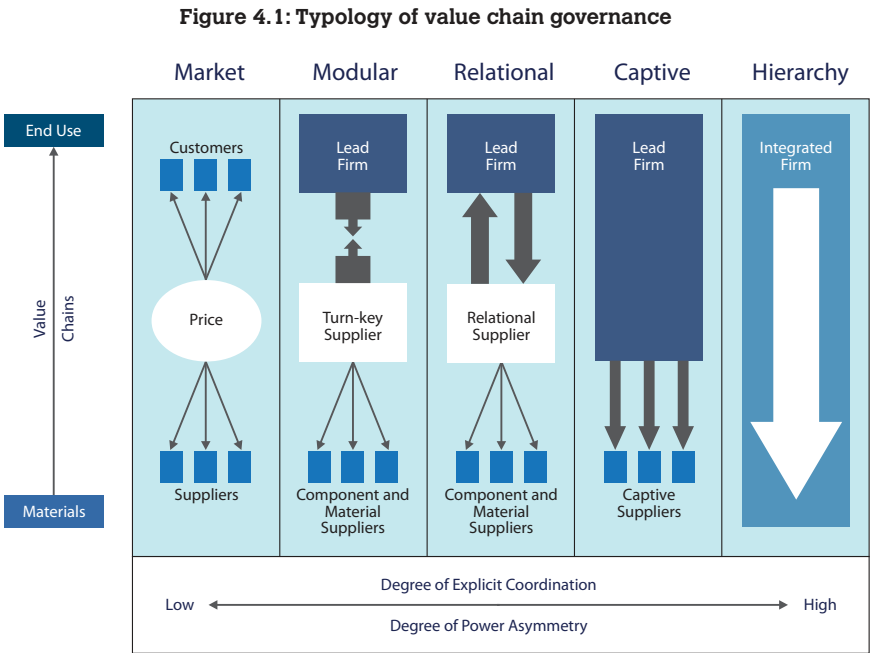 Figure 4.1: Typology of value chain governance
Market
Modular
Relational
Captive
Hierarchy
End Use
Value
Chains
Materials
Customers
Price
Suppliers
Lead
Firm
Turn-key
Supplier
Component and
Material
Suppliers
Lead
Firm
Relational
Supplier
Component and
Material
Suppliers
Lead
Firm
Captive
Suppliers
Integrated
Firm
Degree of Explicit Coordination
Low
High
Degree of Power Asymmetry